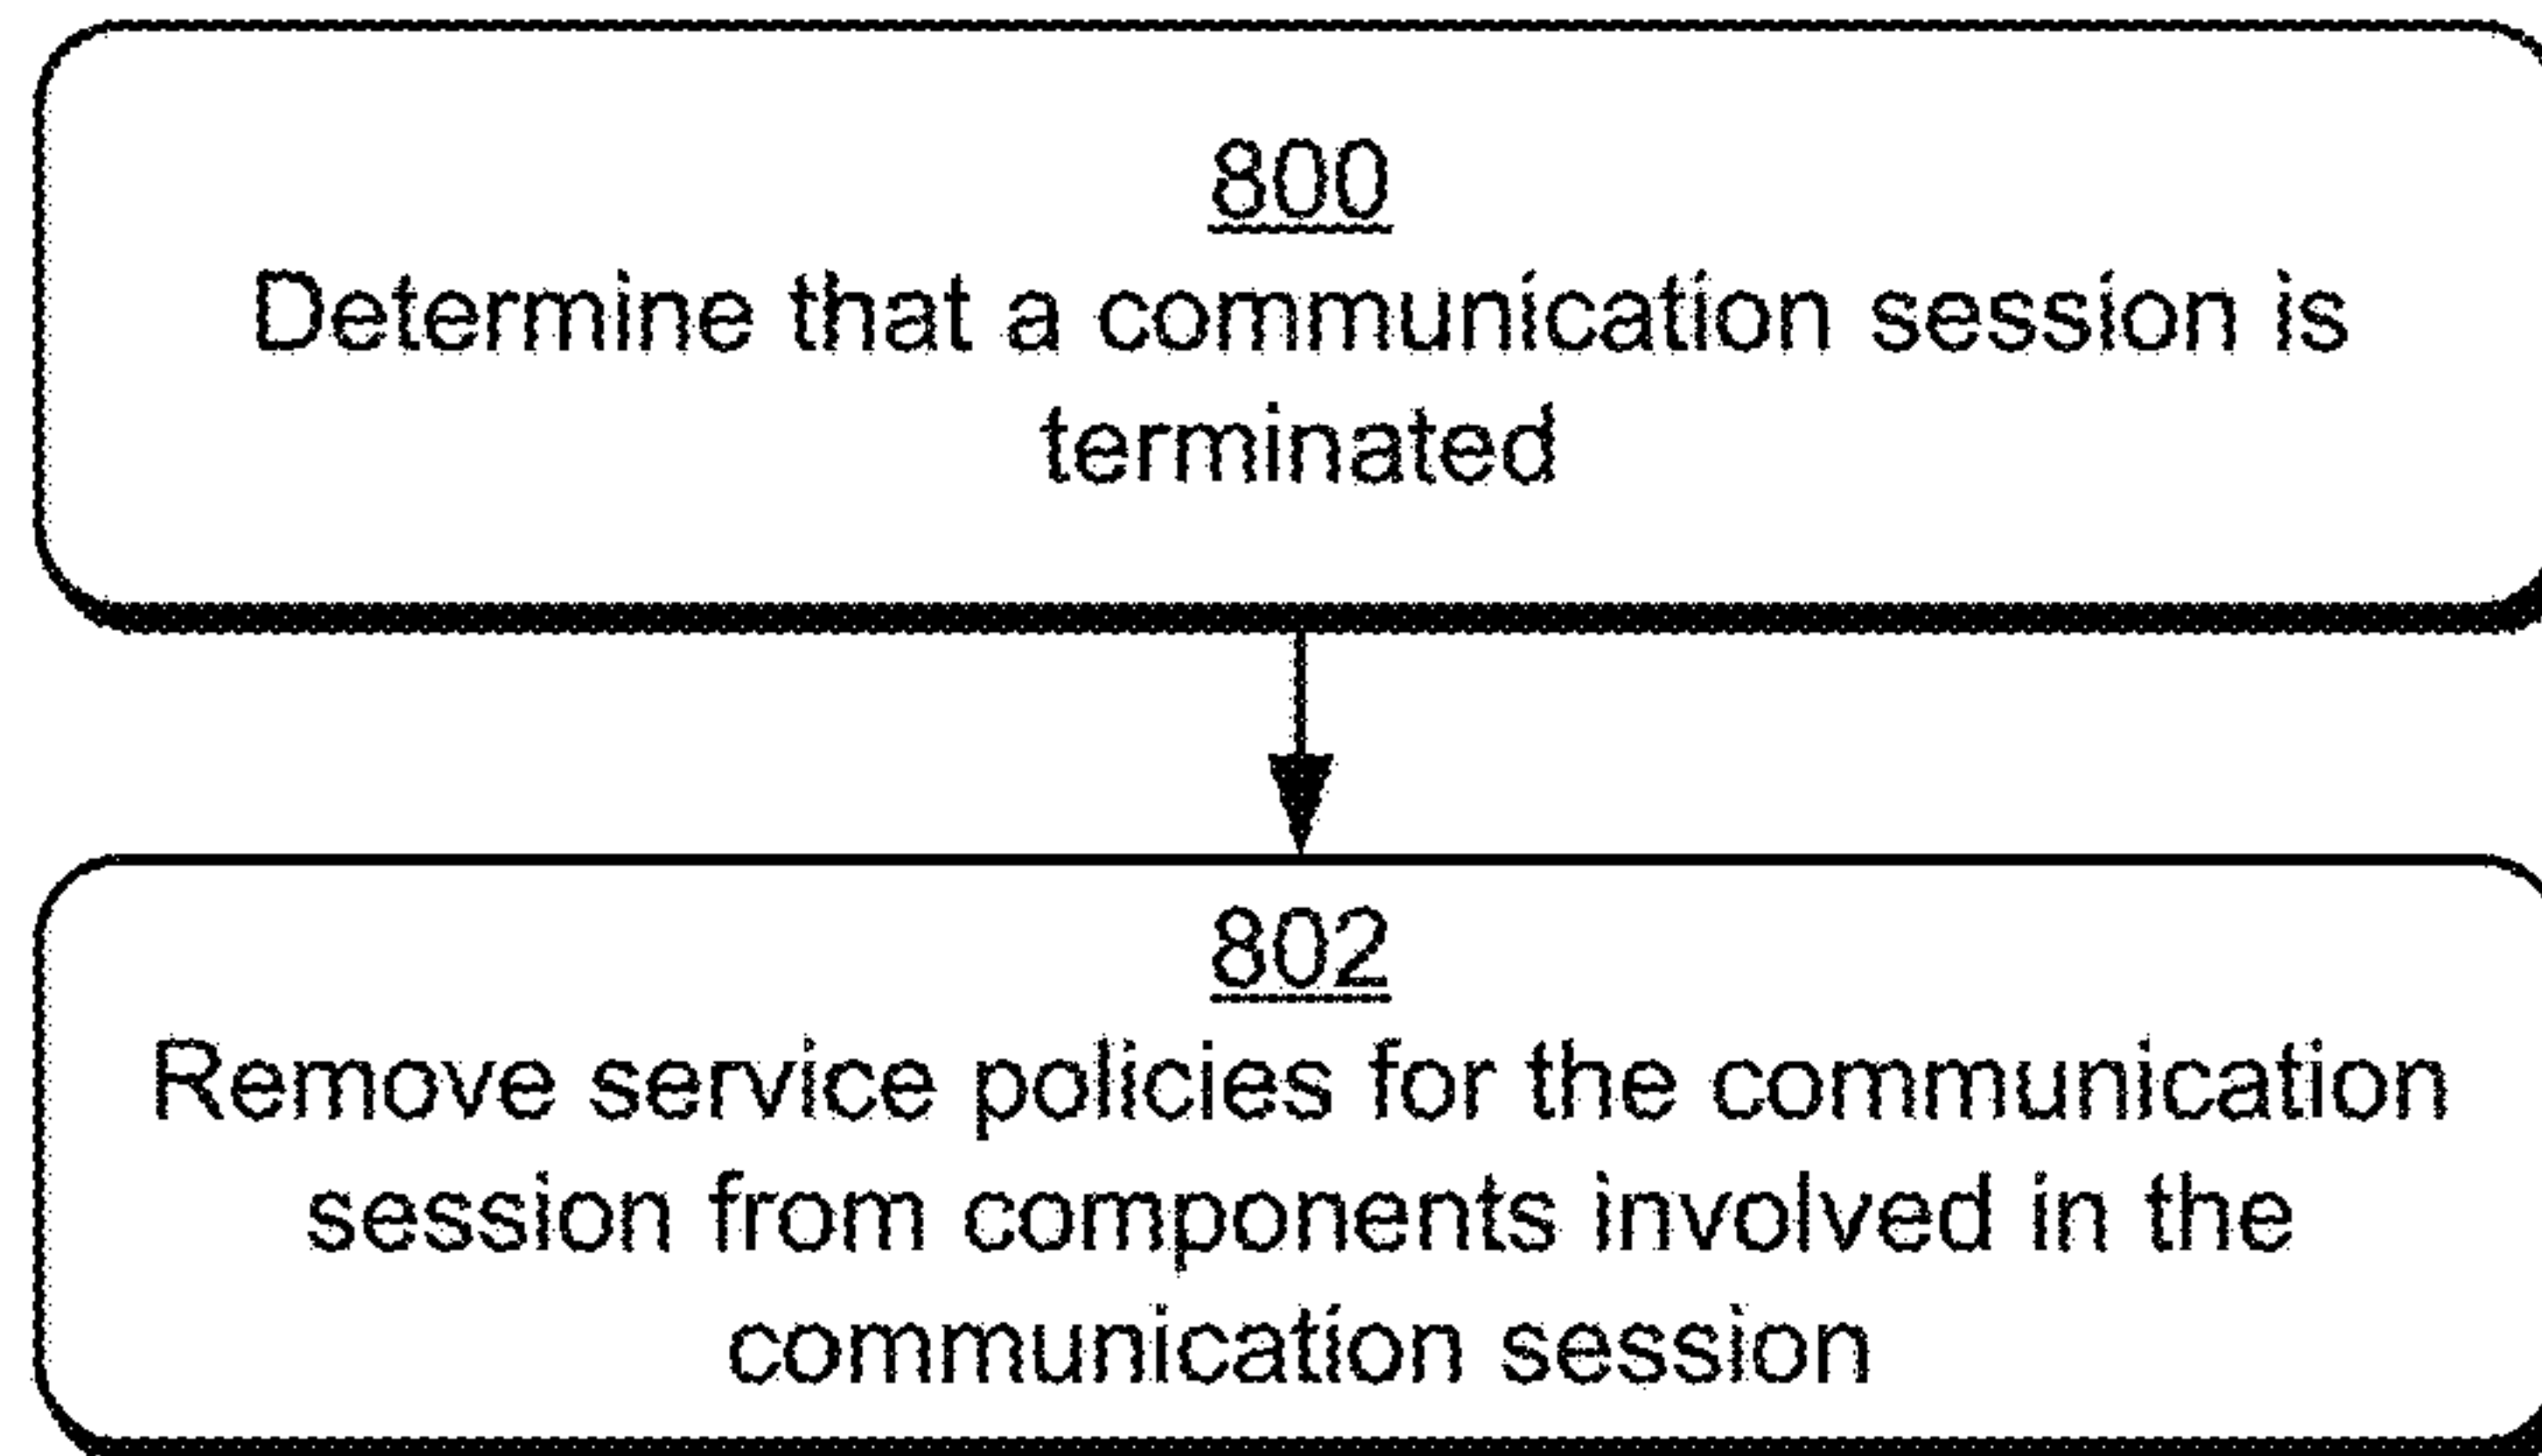 800
Determine that a communication session is
terminated
802
Remove service policies for the communication
session from components involved in the
communication session